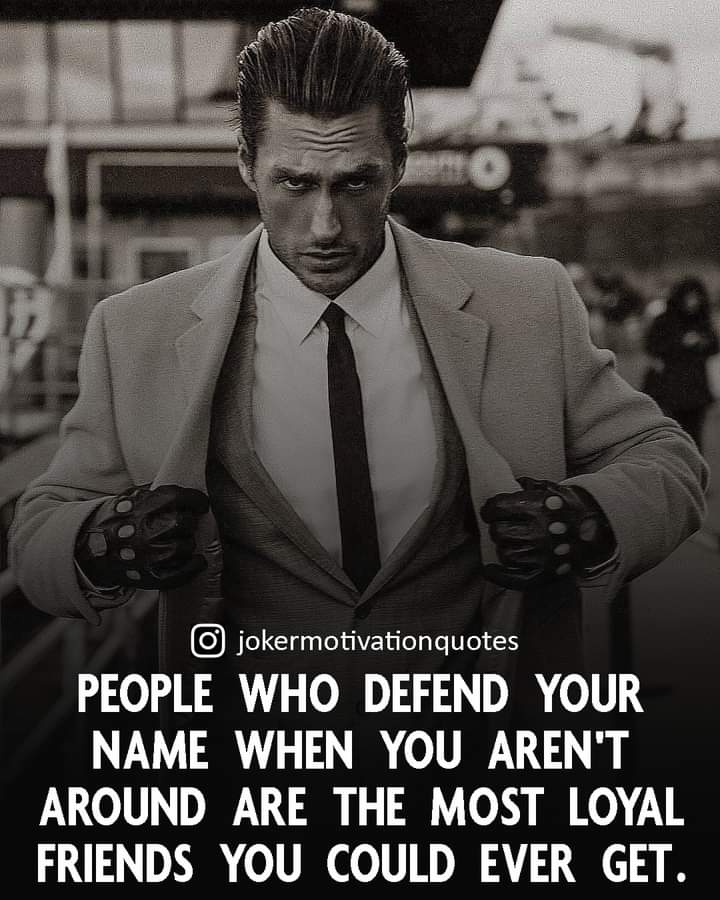 jokermotivationquotes
PEOPLE WHO DEFEND YOUR
NAME WHEN YOU AREN'T
AROUND ARE THE MOST LOYAL
FRIENDS YOU COULD EVER GET.